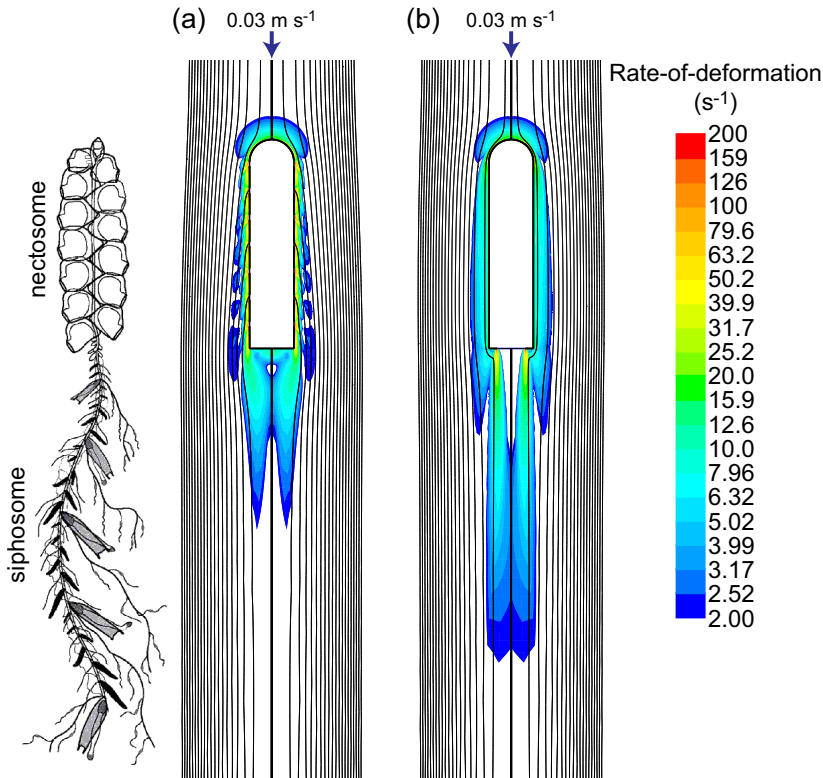 (a)
0.03 m s-1
(b)
0.03 m s-1
Rate-of-deformation
(s-1)
200
159
126
100
79.6
63.2
50.2
39.9
31.7
25.2
20.0
15.9
12.6
10.0
7.96
6.32
5.02
3.99
3.17
2.52
2.00
nectosome
siphosome